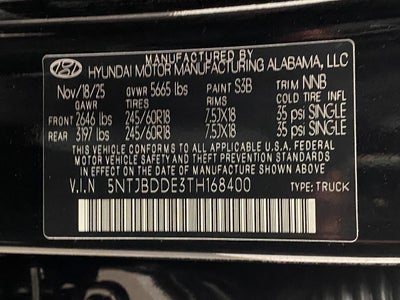 MANUFACTURED BY
HYUNDAI MOTOR MANUFACTURING ALABAMA, LLC
Nov/18/25 GVWR 5665 lbs PAINT S3B TRIM NNB
GAWR TIRES RIMS COLD TIRE INFL
FRONT 2646 lbs 245/60R18 7.5JX18 35 psi SINGLE
REAR 3197 lbs 245/60R18 7.5JX18 35 psi SINGLE
THIS VEHICLE CONFORMS TO ALL APPLICABLE FEDERAL
MOTOR VEHICLE SAFETY, BUMPER, AND THEFT PREVENTION
STANDARDS IN EFFECT ON THE DATE OF MANUFACTURE
SHOWN ABOVE.
V.I.N 5NTJBDDE3TH168400 TYPE: TRUCK